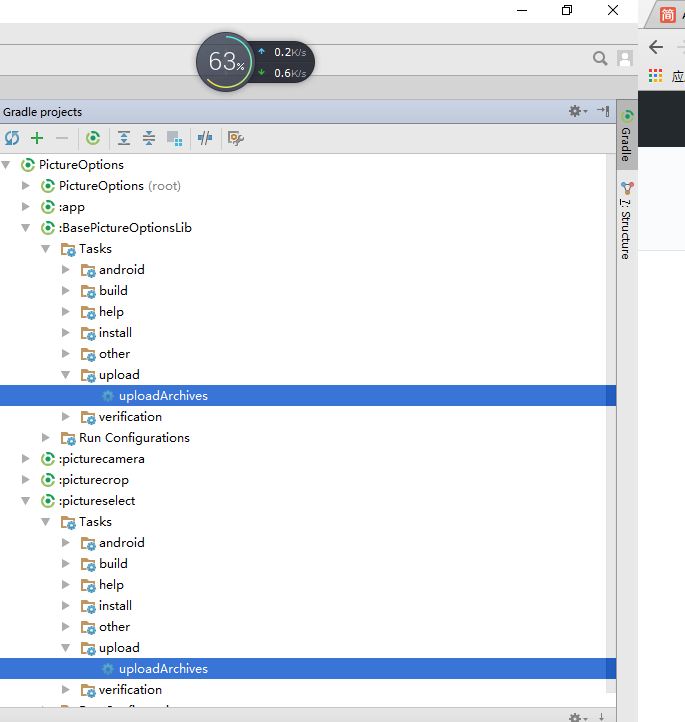 63%
0.2K/s
0.6K/s
简
应
Gradle projects
Gradle
7: Structure
PictureOptions
PictureOptions (root)
:app
:BasePictureOptionsLib
Tasks
android
build
help
install
other
upload
uploadArchives
verification
Run Configurations
:picturecamera
:picturecrop
:pictureselect
Tasks
android
build
help
install
other
upload
uploadArchives
verification